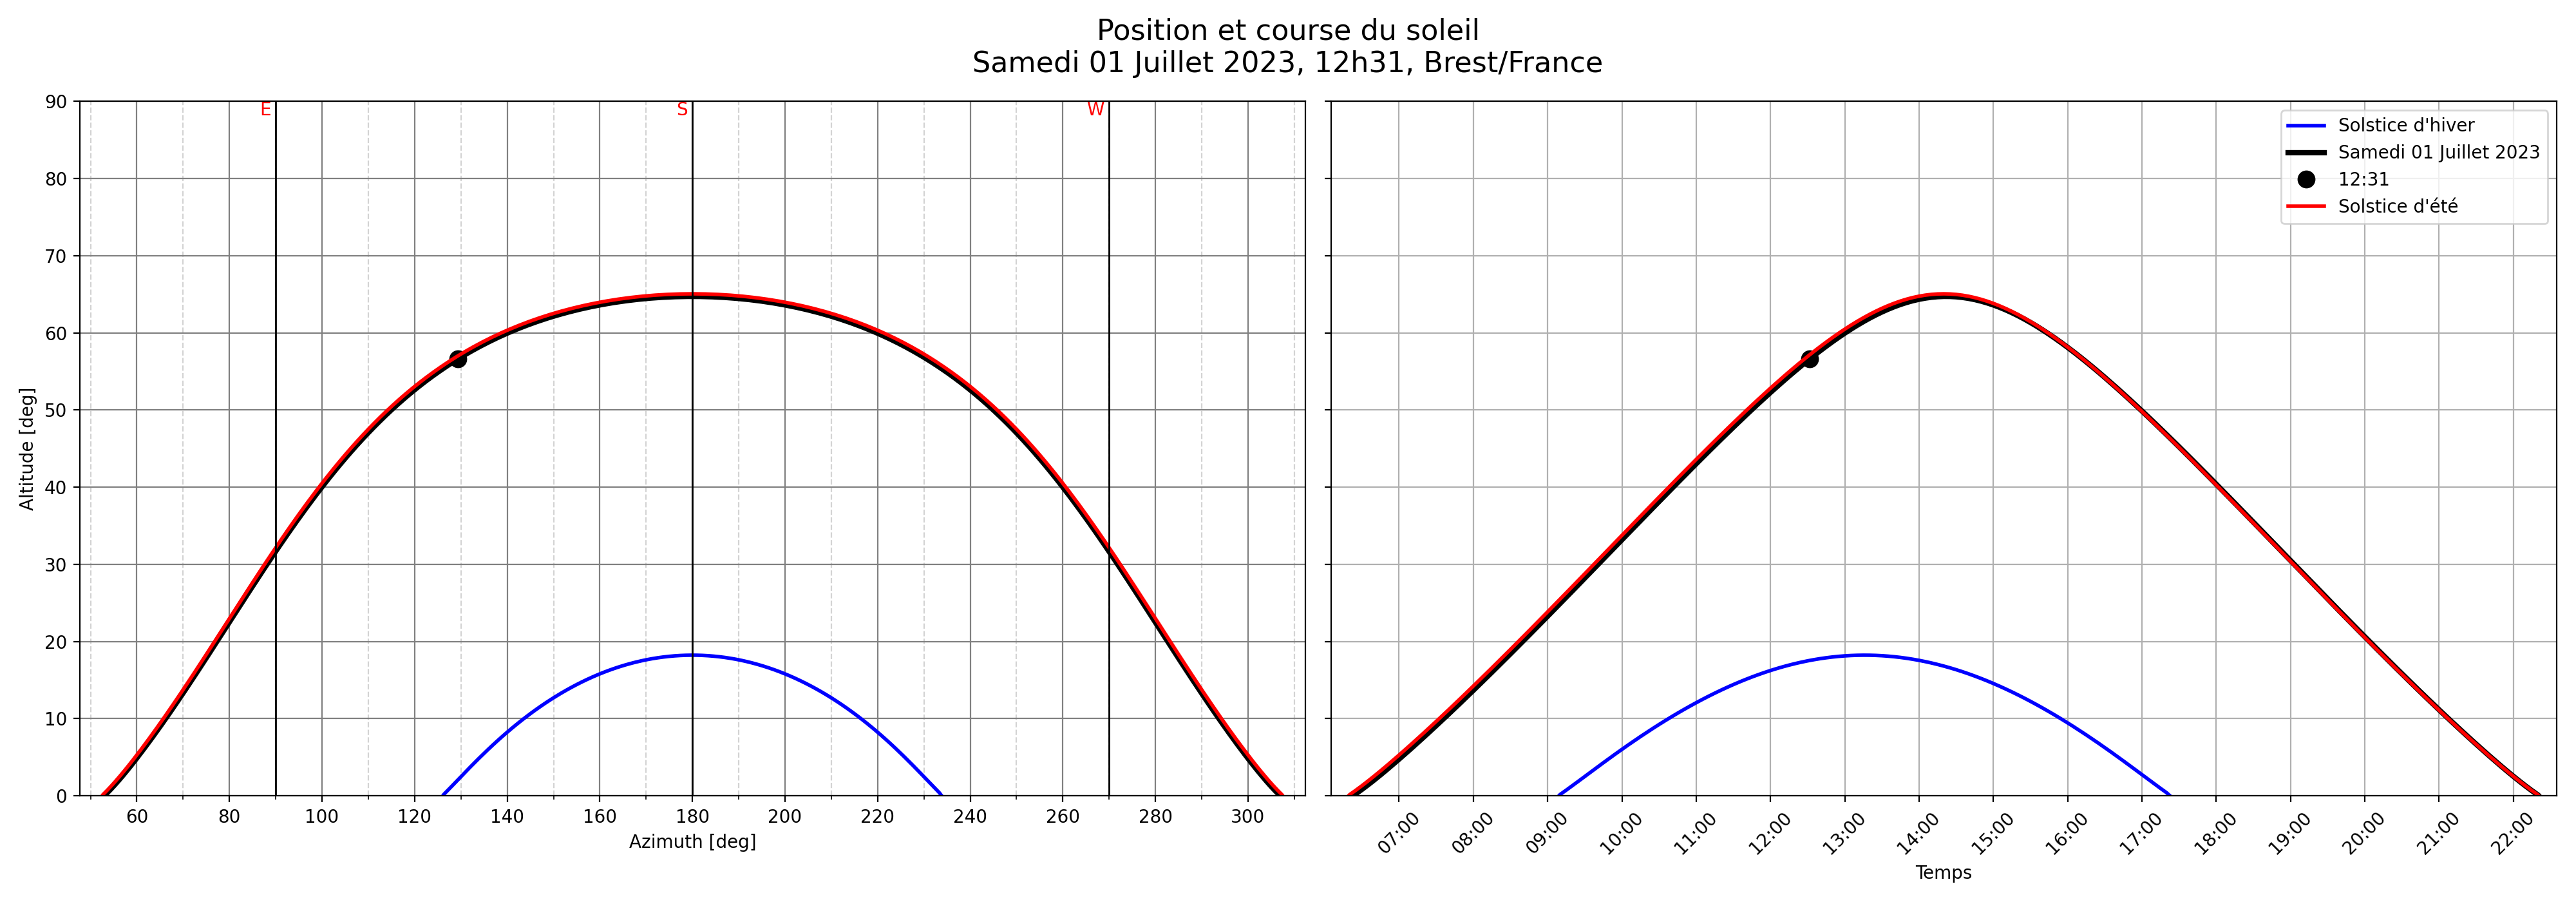 Position et course du soleil
Samedi 01 Juillet 2023, 12h31, Brest/France
E
S
W
90
80
70
60
50
40
30
20
10
0
Altitude [deg]
60 80 100 120 140 160 180 200 220 240 260 280 300
Azimuth [deg]
Solstice d'hiver
Samedi 01 Juillet 2023
12:31
Solstice d'été
07:00 08:00 09:00 10:00 11:00 12:00 13:00 14:00 15:00 16:00 17:00 18:00 19:00 20:00 21:00 22:00
Temps